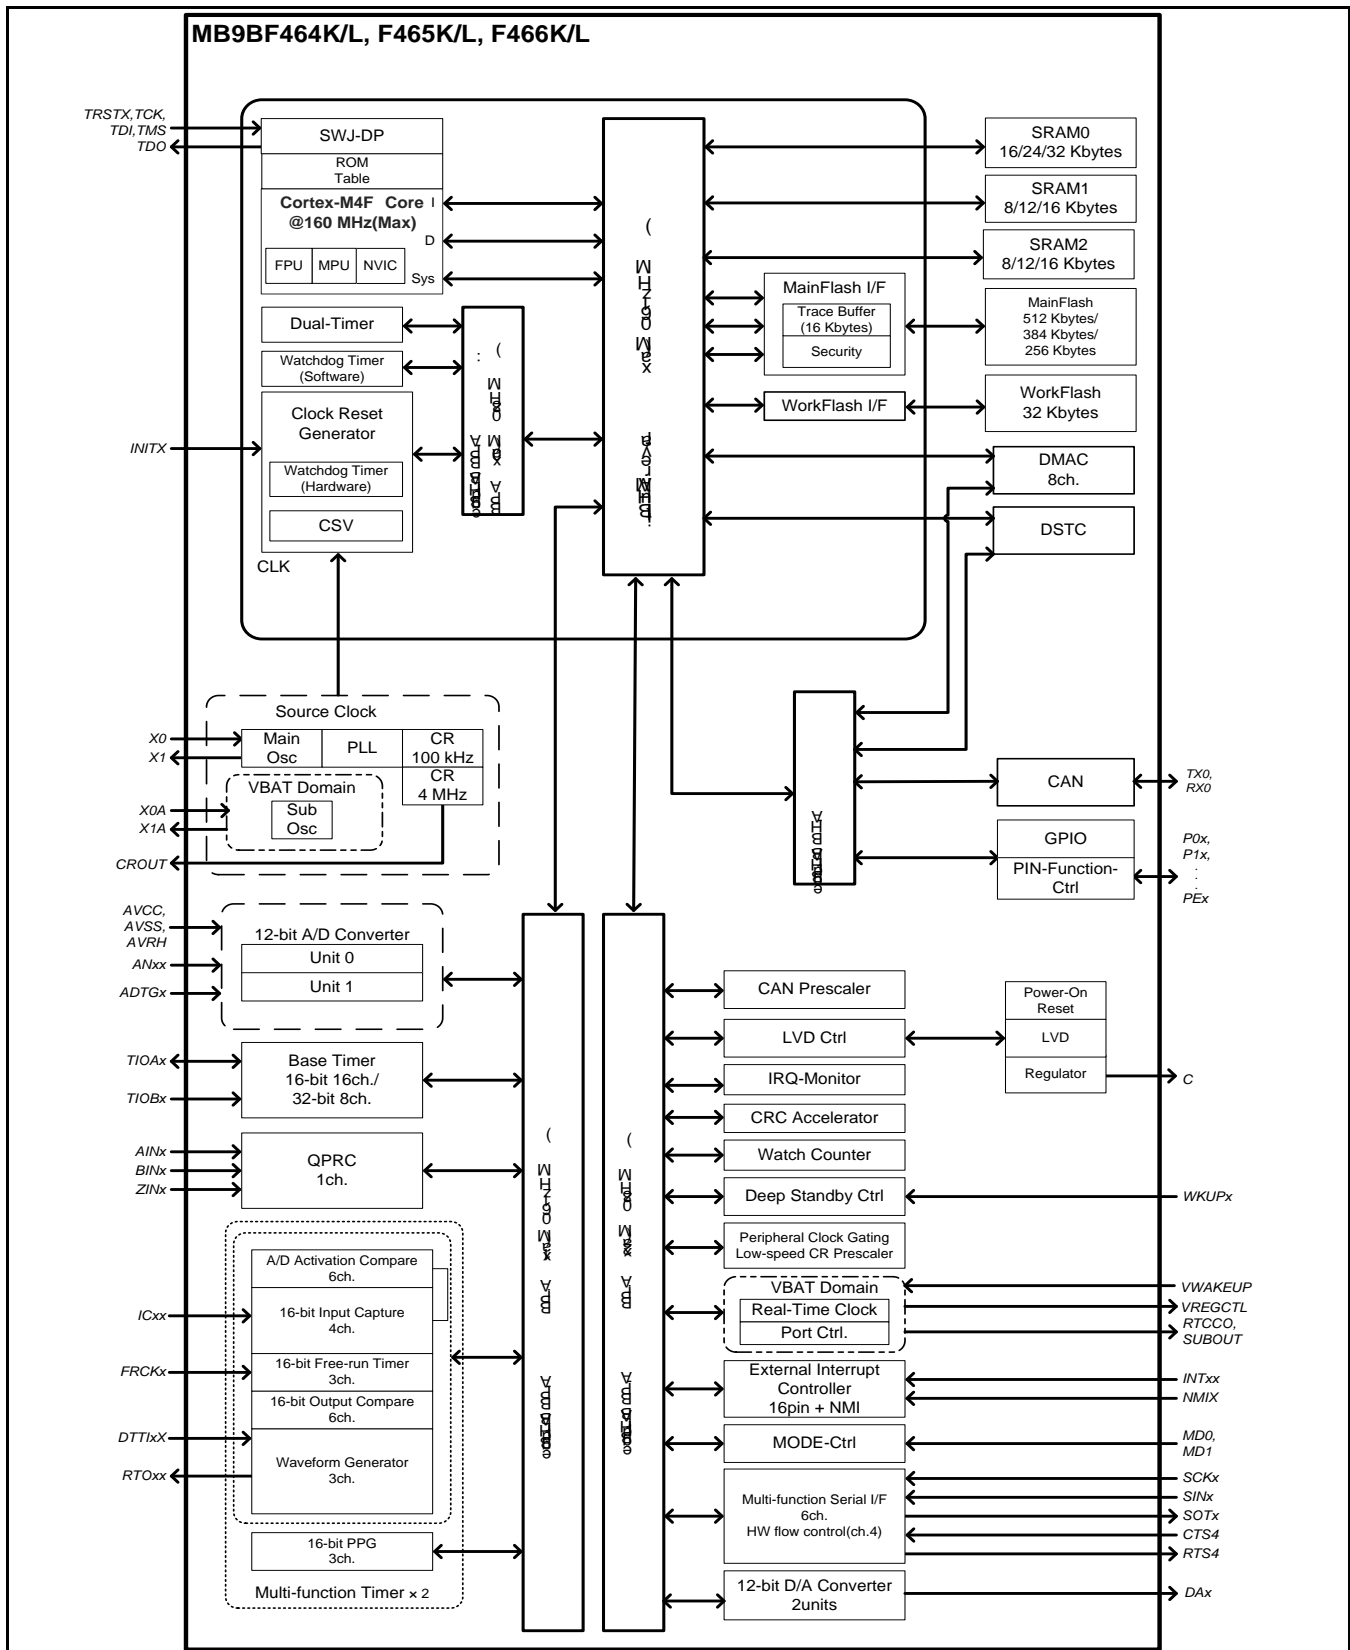 MB9BF464K/L, F465K/L, F466K/L
TRSTX,TCK,
TDI,TMS
TDO
SWJ-DP
ROM
Table
Cortex-M4F Core
@160 MHz(Max)
I
D
Sys
FPU
MPU
NVIC
Dual-Timer
Watchdog Timer
(Software)
INITX
Clock Reset
Generator
Watchdog Timer
(Hardware)
CSV
CLK
SRAM0
16/24/32 Kbytes
SRAM1
8/12/16 Kbytes
SRAM2
8/12/16 Kbytes
MainFlash I/F
Trace Buffer
(16 Kbytes)
Security
MainFlash
512 Kbytes/
384 Kbytes/
256 Kbytes
WorkFlash I/F
WorkFlash
32 Kbytes
DMAC
8ch.
DSTC
Source Clock
X0
X1
Main
Osc
PLL
CR
100 kHz
CR
4 MHz
VBAT Domain
Sub
Osc
X0A
X1A
CROUT
CAN
TX0,
RX0
GPIO
PIN-Function-
Ctrl
P0x,
P1x,
.
.
PEx
AVCC,
AVSS,
AVRH
ANxx
ADTGx
12-bit A/D Converter
Unit 0
Unit 1
TIOAx
TIOBx
Base Timer
16-bit 16ch./
32-bit 8ch.
AINx
BINx
ZINx
QPRC
1ch.
A/D Activation Compare
6ch.
ICxx
16-bit Input Capture
4ch.
FRCKx
16-bit Free-run Timer
3ch.
16-bit Output Compare
6ch.
DTTIxX
RTOxx
Waveform Generator
3ch.
16-bit PPG
3ch.
Multi-function Timer × 2
CAN Prescaler
LVD Ctrl
Power-On
Reset
LVD
Regulator
C
IRQ-Monitor
CRC Accelerator
Watch Counter
Deep Standby Ctrl
WKUPx
Peripheral Clock Gating
Low-speed CR Prescaler
VBAT Domain
Real-Time Clock
Port Ctrl.
VWAKEUP
VREGCTL
RTCCO,
SUBOUT
External Interrupt
Controller
16pin + NMI
INTxx
NMIX
MODE-Ctrl
MD0,
MD1
Multi-function Serial I/F
6ch.
HW flow control(ch.4)
SCKx
SINx
SOTx
CTS4
RTS4
12-bit D/A Converter
2units
DAx